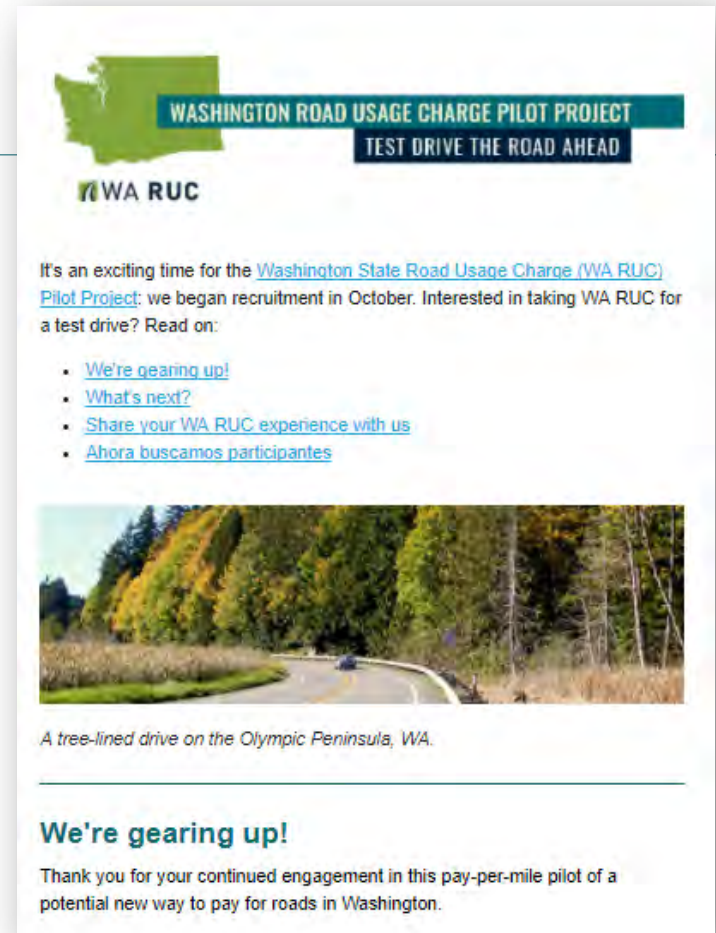 WASHINGTON ROAD USAGE CHARGE PILOT PROJECT
TEST DRIVE THE ROAD AHEAD
WA RUC
It's an exciting time for the Washington State Road Usage Charge (WA RUC)
Pilot Project: we began recruitment in October. Interested in taking WA RUC for
a test drive? Read on:
• We're gearing up!
• What's next?
• Share your WA RUC experience with us
• Ahora buscamos participantes
A tree-lined drive on the Olympic Peninsula, WA.
We're gearing up!
Thank you for your continued engagement in this pay-per-mile pilot of a
potential new way to pay for roads in Washington.